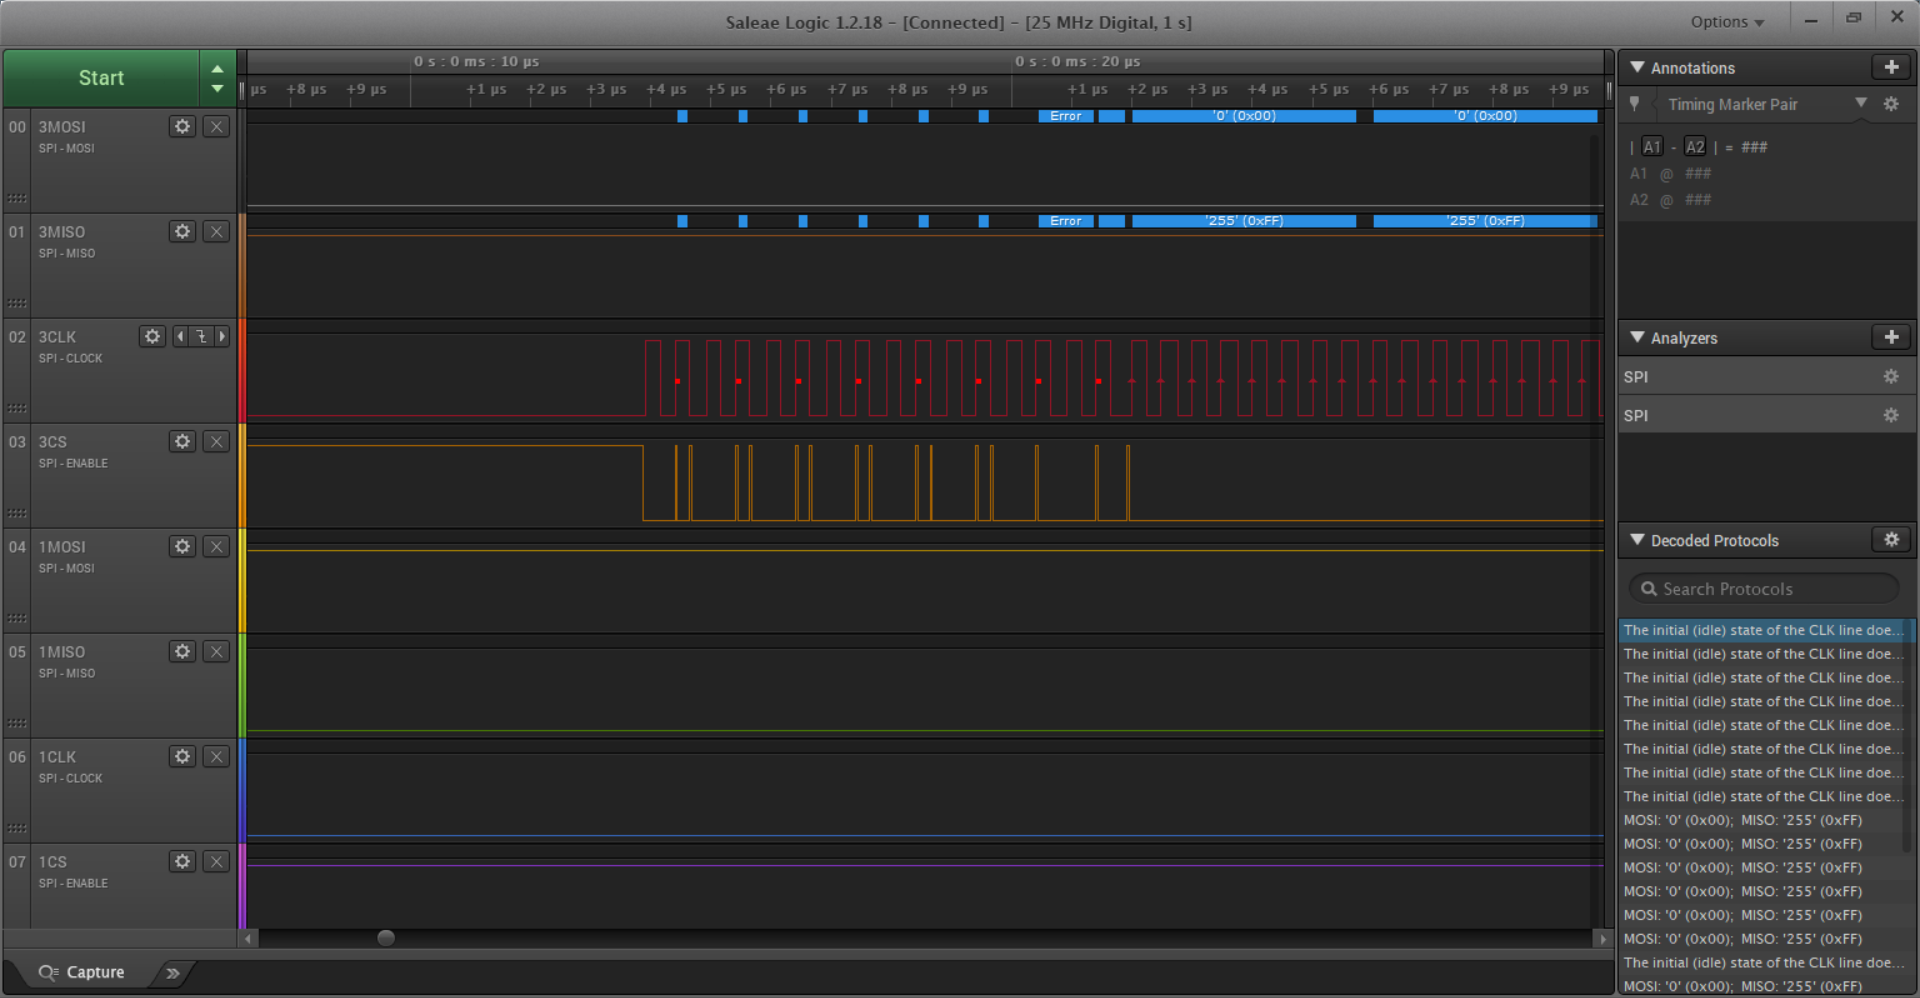 Saleae Logic 1.2.18 - [Connected] - [25 MHz Digital, 1 s]
Options
Start
0 s : 0 ms : 10 µs
0 s : 0 ms : 20 µs
µs +8 µs +9 µs +1 µs +2 µs +3 µs +4 µs +5 µs +6 µs +7 µs +8 µs +9 µs +1 µs +2 µs +3 µs +4 µs +5 µs +6 µs +7 µs +8 µs +9 µs
00 3MOSI
SPI - MOSI
Error '0' (0x00) '0' (0x00)
01 3MISO
SPI - MISO
Error '255' (0xFF) '255' (0xFF)
02 3CLK
SPI - CLOCK
03 3CS
SPI - ENABLE
04 1MOSI
SPI - MOSI
05 1MISO
SPI - MISO
06 1CLK
SPI - CLOCK
07 1CS
SPI - ENABLE
Capture
Annotations
Timing Marker Pair
| A1 - A2 | = ###
A1 @ ###
A2 @ ###
Analyzers
SPI
SPI
Decoded Protocols
Search Protocols
The initial (idle) state of the CLK line doe...
The initial (idle) state of the CLK line doe...
The initial (idle) state of the CLK line doe...
The initial (idle) state of the CLK line doe...
The initial (idle) state of the CLK line doe...
The initial (idle) state of the CLK line doe...
The initial (idle) state of the CLK line doe...
The initial (idle) state of the CLK line doe...
MOSI: '0' (0x00); MISO: '255' (0xFF)
MOSI: '0' (0x00); MISO: '255' (0xFF)
MOSI: '0' (0x00); MISO: '255' (0xFF)
MOSI: '0' (0x00); MISO: '255' (0xFF)
MOSI: '0' (0x00); MISO: '255' (0xFF)
MOSI: '0' (0x00); MISO: '255' (0xFF)
The initial (idle) state of the CLK line doe...
MOSI: '0' (0x00); MISO: '255' (0xFF)